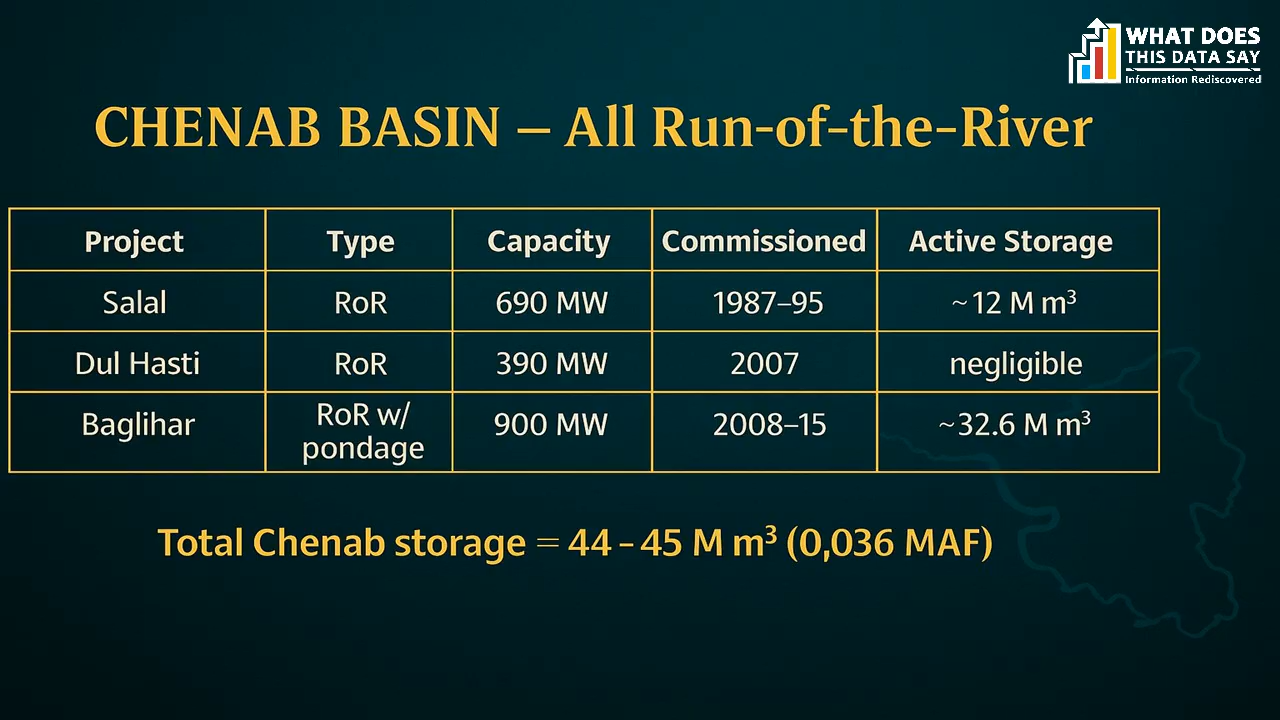 WHAT DOES
THIS DATA SAY
Information Rediscovered
CHENAB BASIN – All Run-of-the-River
Project Type Capacity Commissioned Active Storage
Salal RoR 690 MW 1987–95 ~12 M m³
Dul Hasti RoR 390 MW 2007 negligible
Baglihar RoR w/ pondage 900 MW 2008–15 ~32.6 M m³
Total Chenab storage = 44–45 M m³ (0,036 MAF)